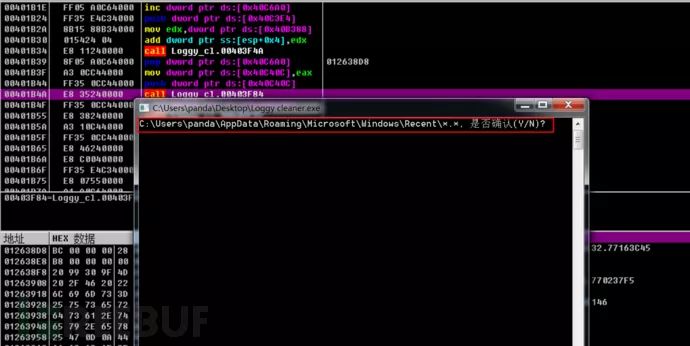 00401B1E FF05 A0C64000 inc dword ptr ds:[0x40C6A0]
00401B24 FF35 E4C34000 push dword ptr ds:[0x40C3E4]
00401B2A 8B15 88B34000 mov edx,dword ptr ds:[0x40B388]
00401B30 015424 04 add dword ptr ss:[esp+0x4],edx
00401B34 E8 11240000 call Loggy_cl.00403F4A
00401B39 8F05 A0C64000 pop dword ptr ds:[0x40C6A0] 012638D8
00401B3F A3 0CC44000 mov dword ptr ds:[0x40C40C],eax
00401B44 FF35 0CC44000 push dword ptr ds:[0x40C40C]
00401B4A E8 35240000 call Loggy_cl.00403F84
00401B4F FF35 0CC44000
00401B55 E8 38240000
00401B5A A3 10C44000
00401B5F FF35 0CC44000
00401B65 E8 46240000
00401B6A E8 C0040000
00401B6F FF35 E4C34000
00401B75 E8 07550000
00403F84=Loggy_cl.00403F84
C:\Users\panda\Desktop\Loggy cleaner.exe
C:\Users\panda\AppData\Roaming\Microsoft\Windows\Recent\*.*, 是否确认(Y/N)?
地址 HEX 数据
012638D8 BC 00 00 00 28 32.77163C45
012638E8 B8 00 00 00 00
012638F8 20 99 30 9F 4D
01263908 20 2F 46 20 22 770237F5
01263918 6C 69 6D 73 3D
01263928 25 75 73 65 72 146
01263938 64 73 61 2E 74
01263948 65 79 2E 65 78
01263958 25 47 0D 0A 44